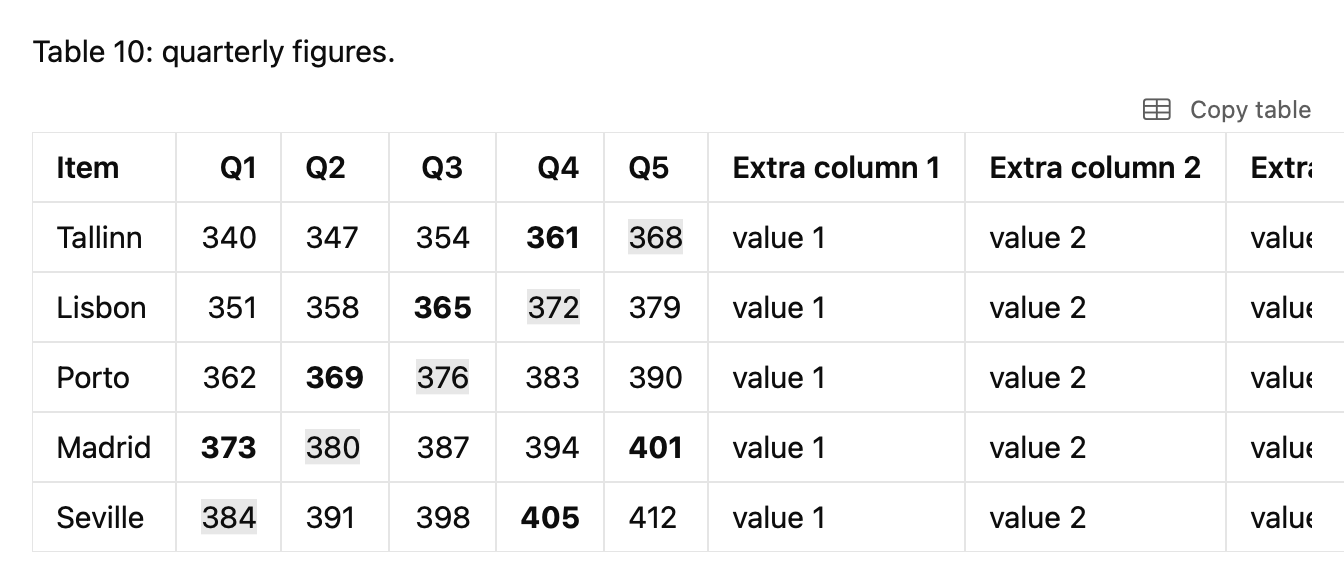 Table 10: quarterly figures.
Copy table
Item Q1 Q2 Q3 Q4 Q5 Extra column 1 Extra column 2
Tallinn 340 347 354 361 368 value 1 value 2
Lisbon 351 358 365 372 379 value 1 value 2
Porto 362 369 376 383 390 value 1 value 2
Madrid 373 380 387 394 401 value 1 value 2
Seville 384 391 398 405 412 value 1 value 2